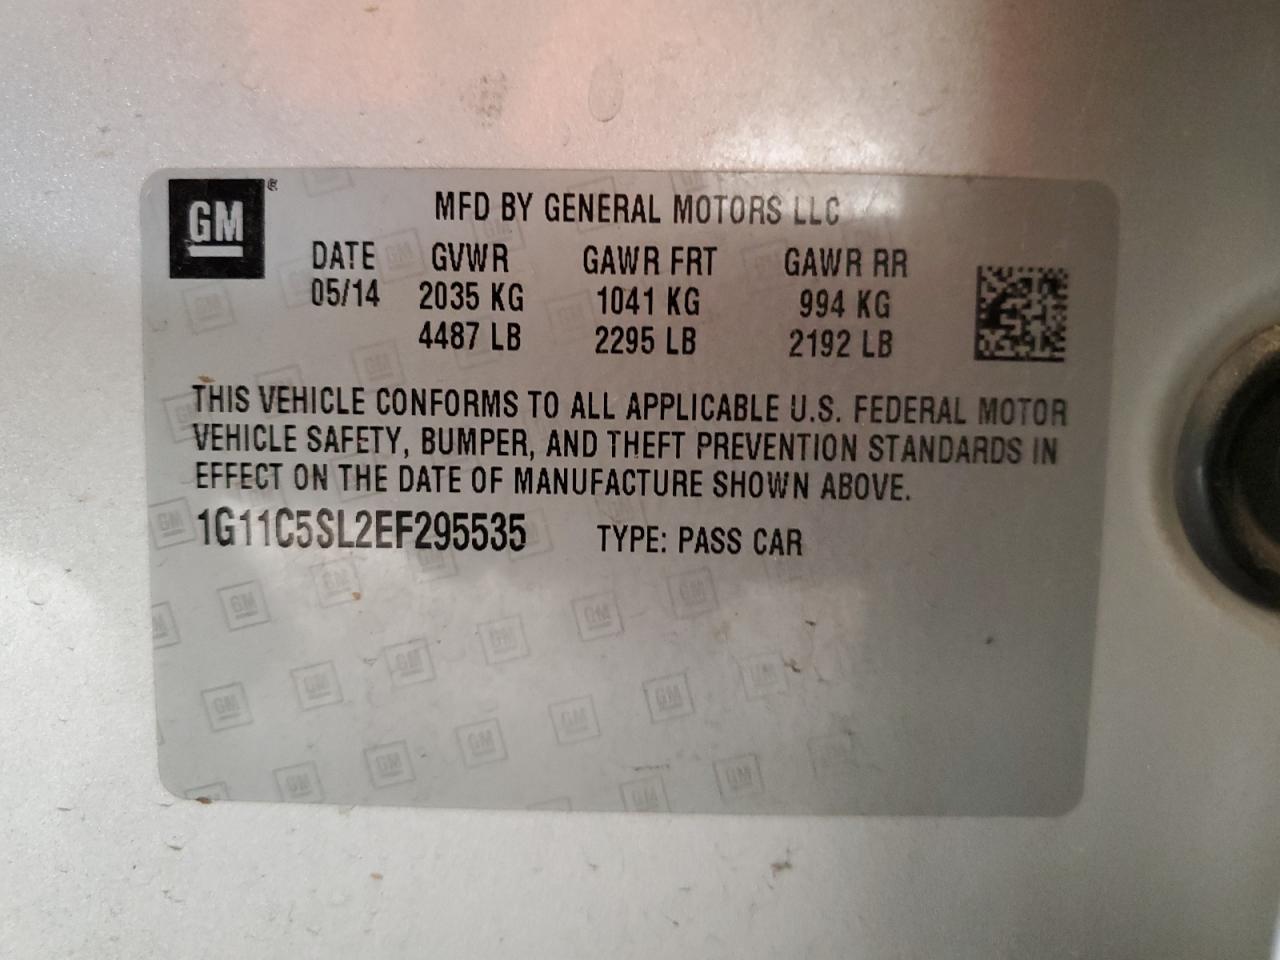 GM®
MFD BY GENERAL MOTORS LLC
DATE GVWR GAWR FRT GAWR RR
05/14 2035 KG 1041 KG 994 KG
4487 LB 2295 LB 2192 LB
THIS VEHICLE CONFORMS TO ALL APPLICABLE U.S. FEDERAL MOTOR
VEHICLE SAFETY, BUMPER, AND THEFT PREVENTION STANDARDS IN
EFFECT ON THE DATE OF MANUFACTURE SHOWN ABOVE.
1G11C5SL2EF295535 TYPE: PASS CAR